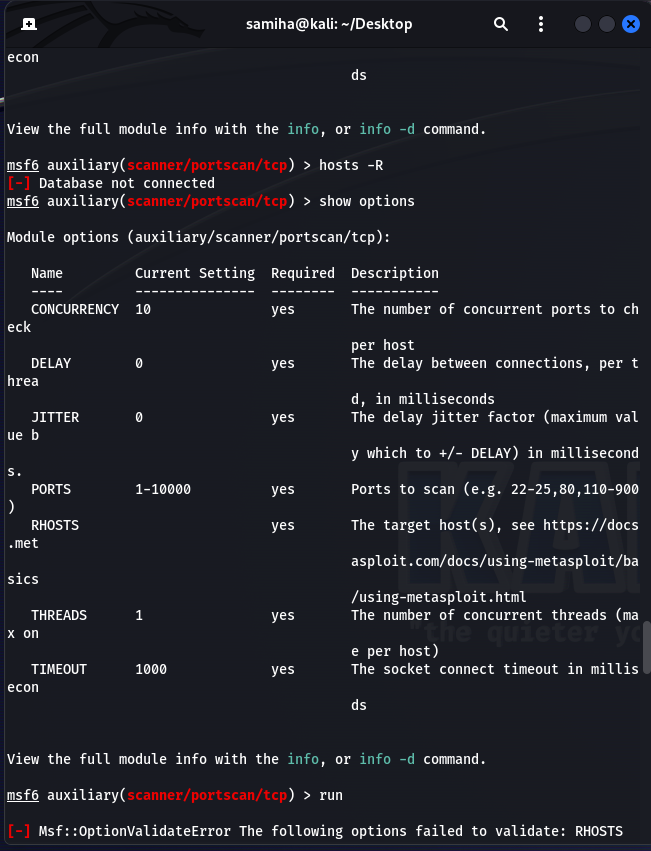 samiha@kali: ~/Desktop
econ
ds
View the full module info with the info, or info -d command.
msf6 auxiliary(scanner/portscan/tcp) > hosts -R
[-] Database not connected
msf6 auxiliary(scanner/portscan/tcp) > show options
Module options (auxiliary/scanner/portscan/tcp):
Name Current Setting Required Description
---- --------------- -------- -----------
CONCURRENCY 10 yes The number of concurrent ports to ch
eck
per host
DELAY 0 yes The delay between connections, per t
hrea
d, in milliseconds
JITTER 0 yes The delay jitter factor (maximum val
ue b
y which to +/- DELAY) in millisecond
s.
PORTS 1-10000 yes Ports to scan (e.g. 22-25,80,110-900
)
RHOSTS yes The target host(s), see https://docs
.met
asploit.com/docs/using-metasploit/ba
sics
/using-metasploit.html
THREADS 1 yes The number of concurrent threads (ma
x on
"the quieter yo
e per host)
TIMEOUT 1000 yes The socket connect timeout in millis
econ
ds
View the full module info with the info, or info -d command.
msf6 auxiliary(scanner/portscan/tcp) > run
[-] Msf::OptionValidateError The following options failed to validate: RHOSTS